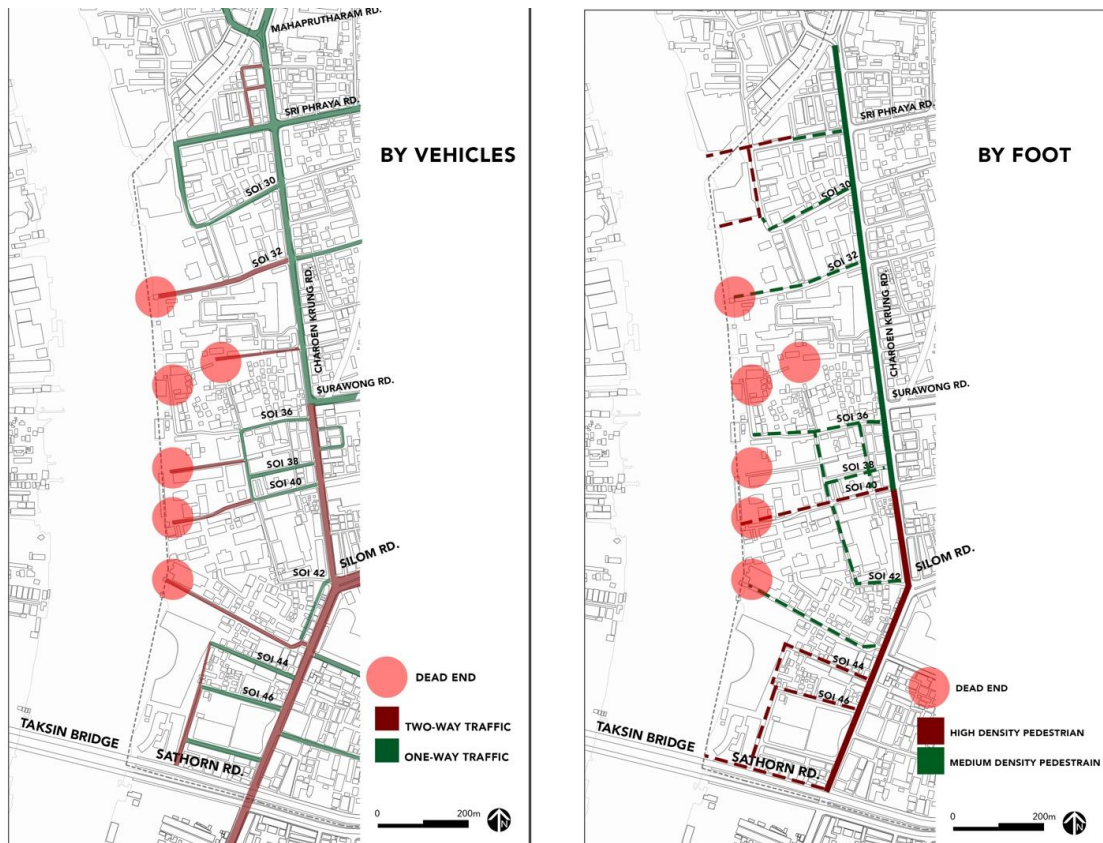 MAHAPRUTHARAM RD.
SRI PHRAYA RD.
BY VEHICLES
SOI 30
SOI 32
CHAROEN KRUNG RD.
SURAWONG RD.
SOI 36
SOI 38
SOI 40
SILOM RD.
SOI 42
SOI 44
SOI 46
DEAD END
TWO-WAY TRAFFIC
ONE-WAY TRAFFIC
TAKSIN BRIDGE
SATHORN RD.
0
200m
N
SRI PHRAYA RD.
BY FOOT
SOI 30
SOI 32
CHAROEN KRUNG RD.
SURAWONG RD.
SOI 36
SOI 38
SOI 40
SILOM RD.
SOI 42
SOI 44
SOI 46
DEAD END
HIGH DENSITY PEDESTRIAN
MEDIUM DENSITY PEDESTRAIN
TAKSIN BRIDGE
SATHORN RD.
0
200m
N